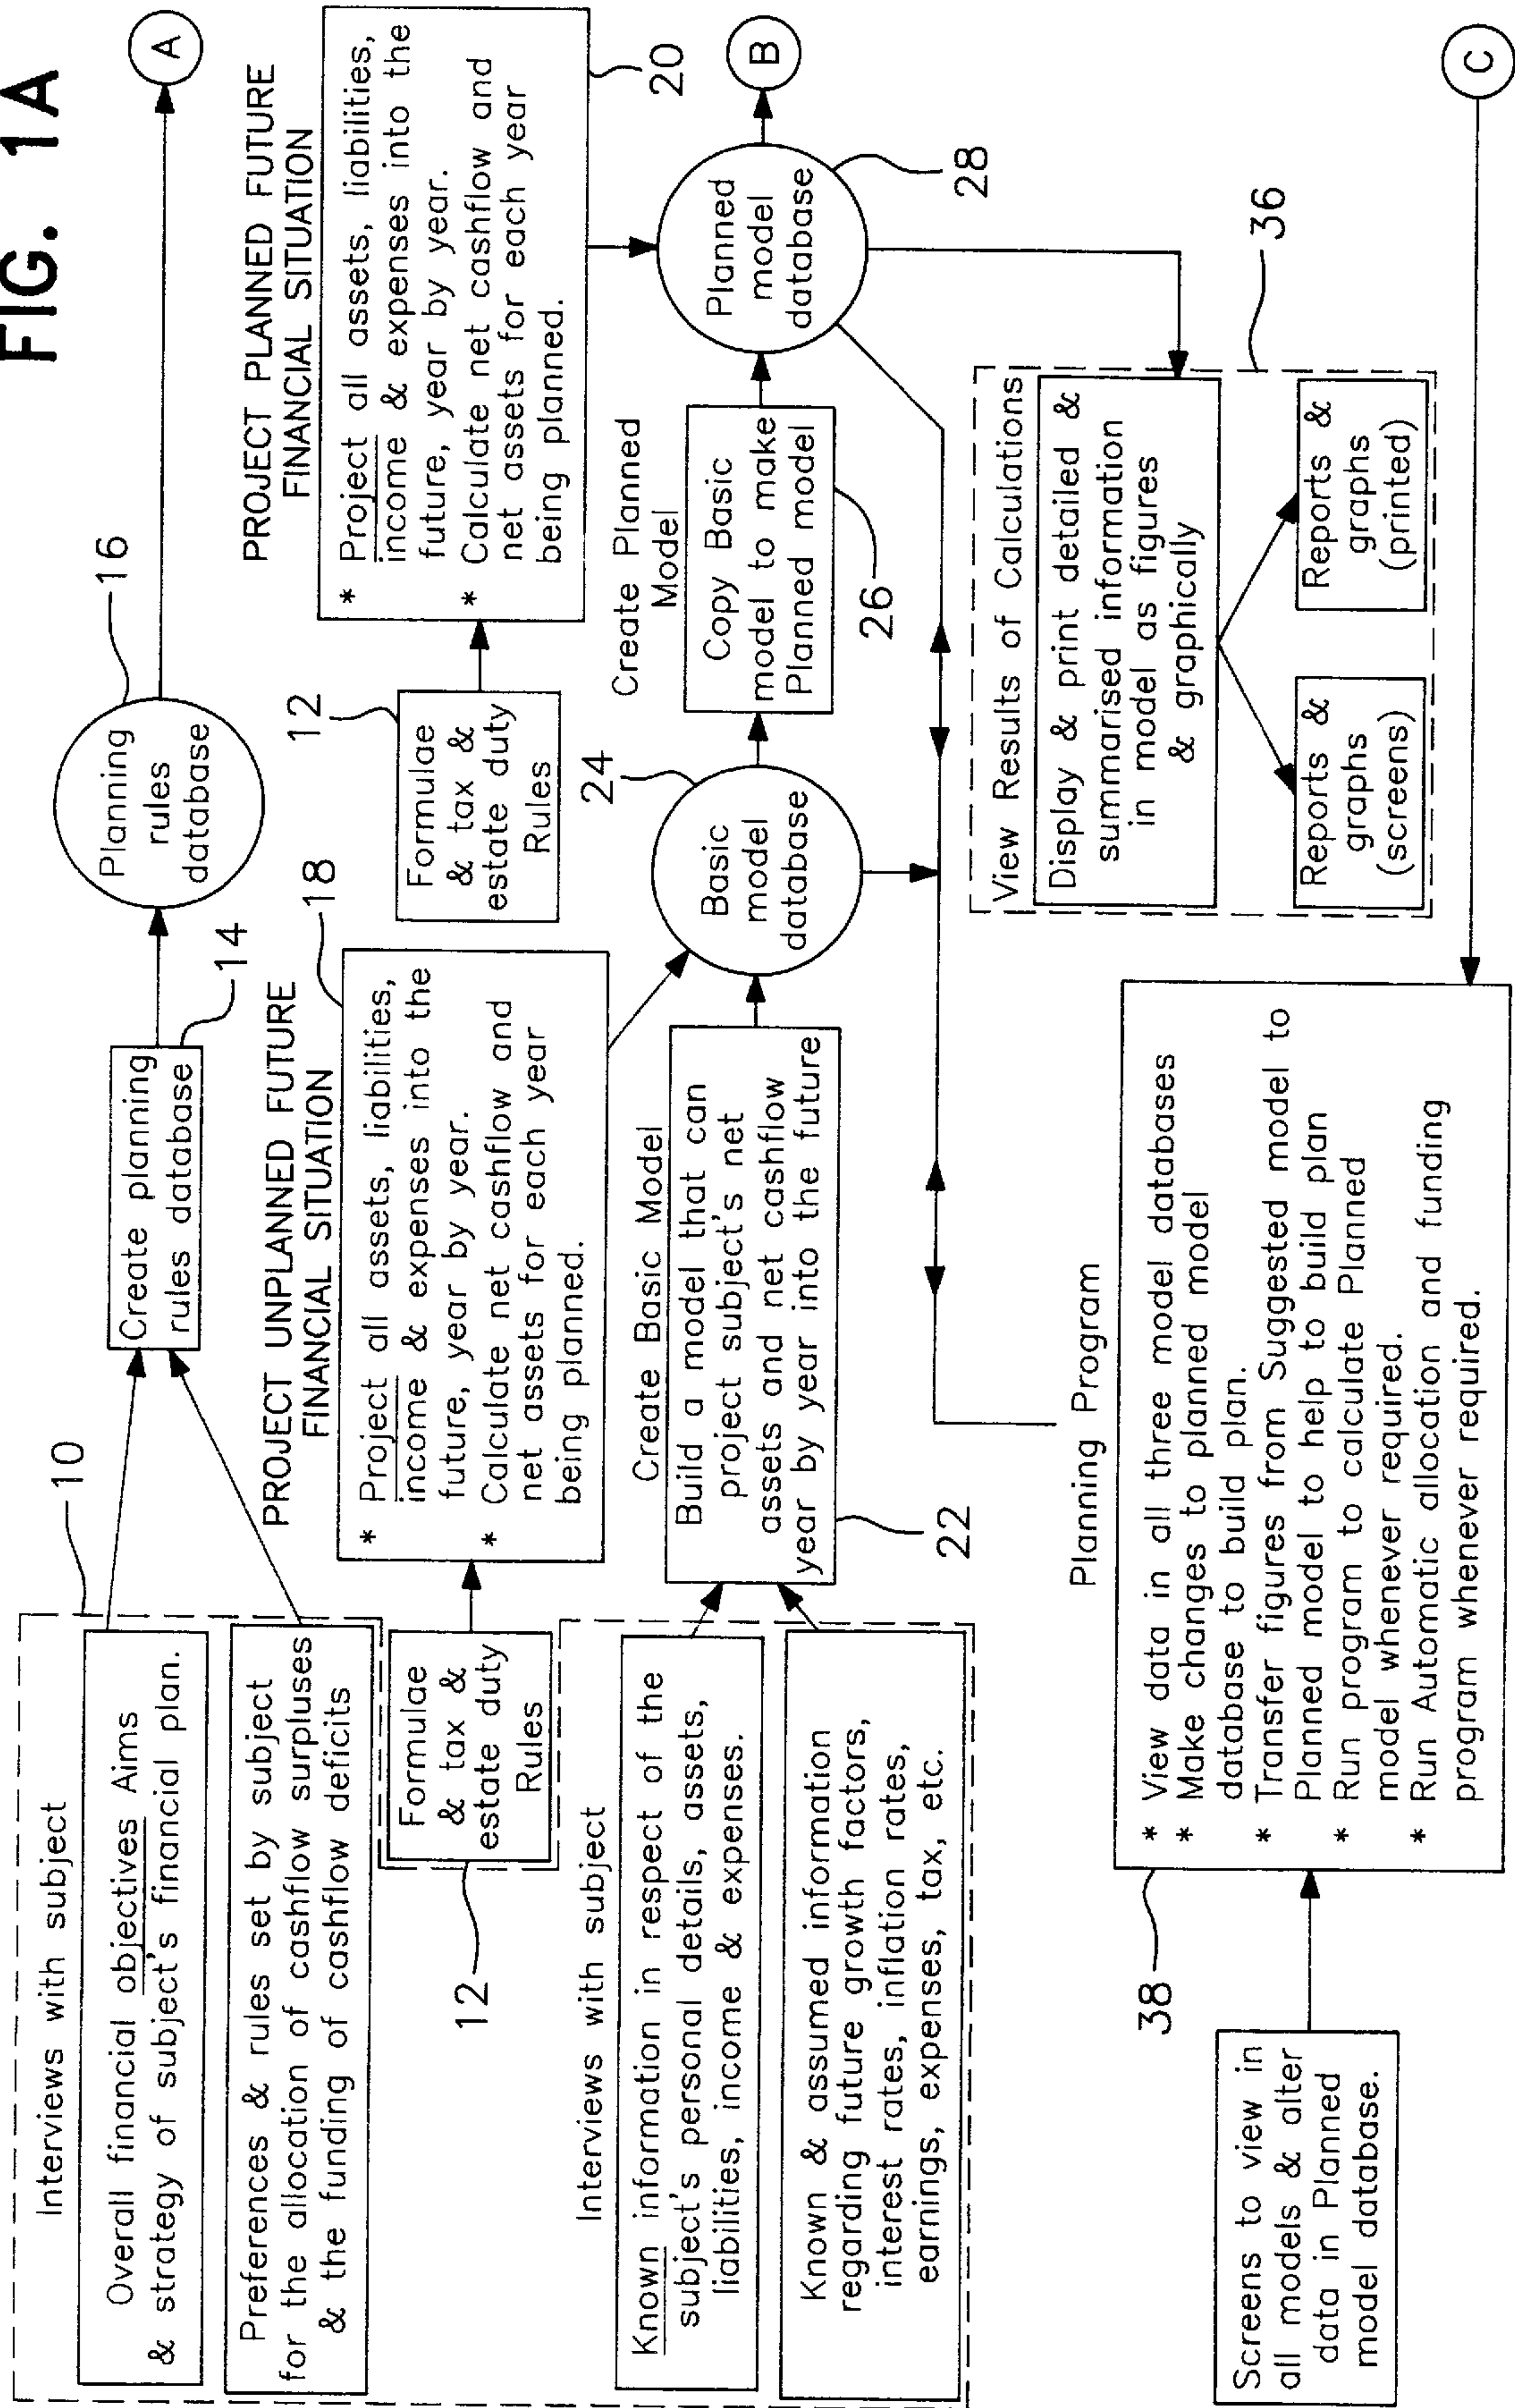 FIG. 1A
Interviews with subject
Overall financial objectives Aims
& strategy of subject's financial plan.
Preferences & rules set by subject
for the allocation of cashflow surpluses
& the funding of cashflow deficits
10
Create planning
rules database
14
Planning
rules
database
16
A
Formulae
& tax &
estate duty
Rules
12
PROJECT UNPLANNED FUTURE
FINANCIAL SITUATION
* Project all assets, liabilities,
income & expenses into the
future, year by year.
* Calculate net cashflow and
net assets for each year
being planned.
18
Formulae
& tax &
estate duty
Rules
12
PROJECT PLANNED FUTURE
FINANCIAL SITUATION
* Project all assets, liabilities,
income & expenses into the
future, year by year.
* Calculate net cashflow and
net assets for each year
being planned.
20
Interviews with subject
Known information in respect of the
subject's personal details, assets,
liabilities, income & expenses.
Known & assumed information
regarding future growth factors,
interest rates, inflation rates,
earnings, expenses, tax, etc.
Create Basic Model
Build a model that can
project subject's net
assets and net cashflow
year by year into the future
22
Basic
model
database
24
Create Planned
Model
Copy Basic
model to make
Planned model
26
Planned
model
database
28
B
View Results of Calculations
Display & print detailed &
summarised information
in model as figures
& graphically
Reports &
graphs
(screens)
Reports &
graphs
(printed)
36
Screens to view in
all models & alter
data in Planned
model database.
38
Planning Program
* View data in all three model databases
* Make changes to planned model
database to build plan.
* Transfer figures from Suggested model to
Planned model to help to build plan
* Run program to calculate Planned
model whenever required.
* Run Automatic allocation and funding
program whenever required.
C